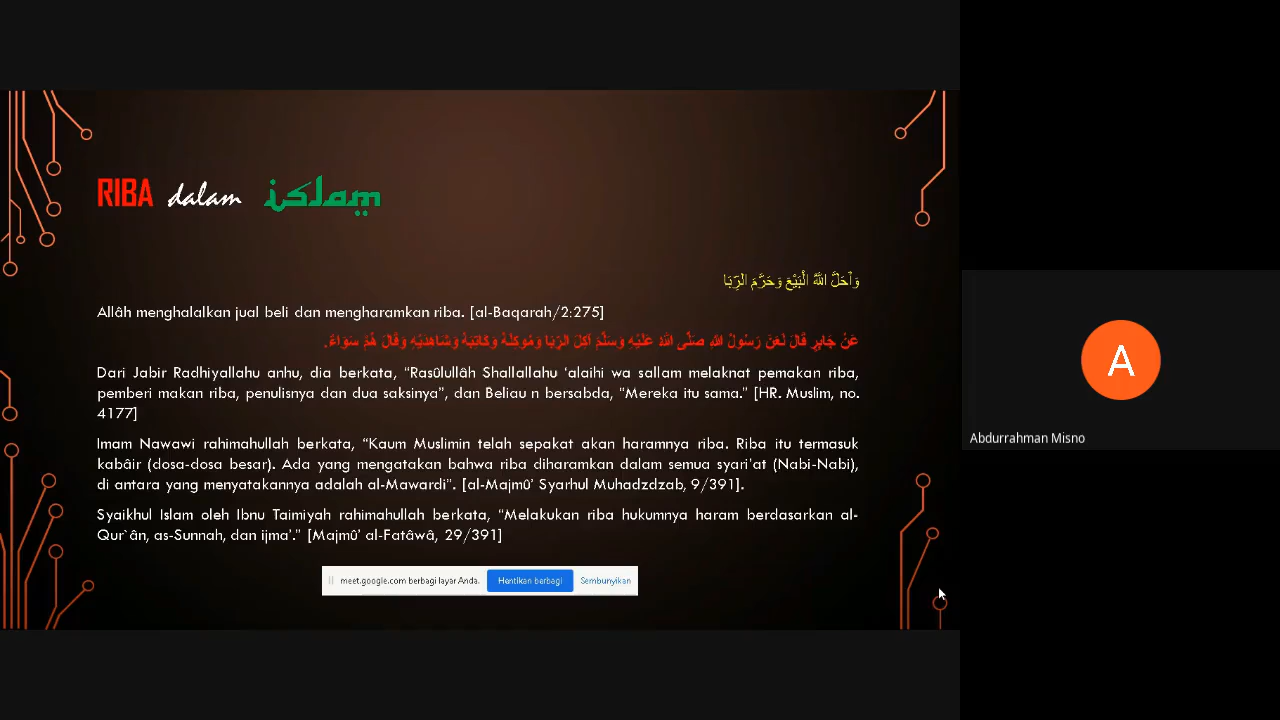 RIBA dalam islam
وَأَحَلَّ اللَّهُ الْبَيْعَ وَحَرَّمَ الرِّبَا
Allâh menghalalkan jual beli dan mengharamkan riba. [al-Baqarah/2:275]
عَنْ جَابِرٍ قَالَ لَعَنَ رَسُولُ اللهِ صَلَّى اللهُ عَلَيْهِ وَسَلَّمَ آكِلَ الرِّبَا وَمُوكِلَهُ وَكَاتِبَهُ وَشَاهِدَيْهِ وَقَالَ هُمْ سَوَاءٌ.
Dari Jabir Radhiyallahu anhu, dia berkata, “Rasûlullâh Shallallahu ‘alaihi wa sallam melaknat pemakan riba,
pemberi makan riba, penulisnya dan dua saksinya”, dan Beliau n bersabda, “Mereka itu sama.” [HR. Muslim, no.
4177]
Imam Nawawi rahimahullah berkata, “Kaum Muslimin telah sepakat akan haramnya riba. Riba itu termasuk
kabâir (dosa-dosa besar). Ada yang mengatakan bahwa riba diharamkan dalam semua syari’at (Nabi-Nabi),
di antara yang menyatakannya adalah al-Mawardi”. [al-Majmû’ Syarhul Muhadzdzab, 9/391].
Syaikhul Islam oleh Ibnu Taimiyah rahimahullah berkata, “Melakukan riba hukumnya haram berdasarkan al-
Qur`ân, as-Sunnah, dan ijma’.” [Majmû’ al-Fatâwâ, 29/391]
meet.google.com berbagi layar Anda. Hentikan berbagi Sembunyikan
A
Abdurrahman Misno